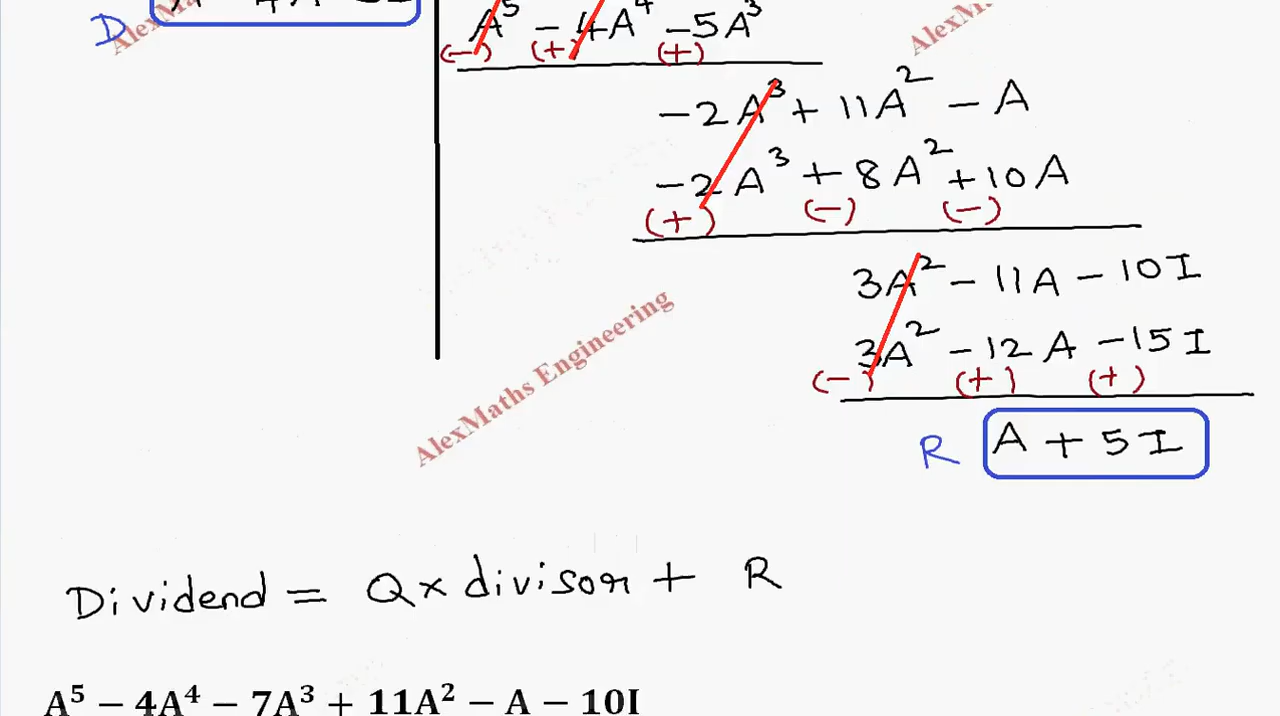 D
A⁵ - 4A⁴ - 5A³
(-) (+) (+)
-2A³ + 11A² - A
-2A³ + 8A² + 10A
(+) (-) (-)
3A² - 11A - 10I
3A² - 12A - 15I
(-) (+) (+)
R A + 5I
Dividend = Q × divisor + R
A⁵ − 4A⁴ − 7A³ + 11A² − A − 10I
AlexMaths Engineering